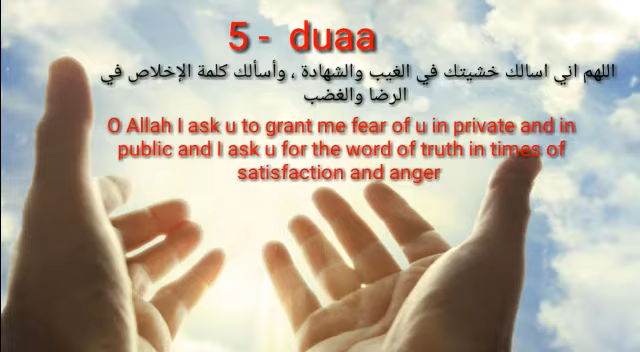 5 - duaa
اللهم اني اسالك خشيتك في الغيب والشهادة ، وأسألك كلمة الإخلاص في
الرضا والغضب
O Allah I ask u to grant me fear of u in private and in
public and I ask u for the word of truth in times of
satisfaction and anger